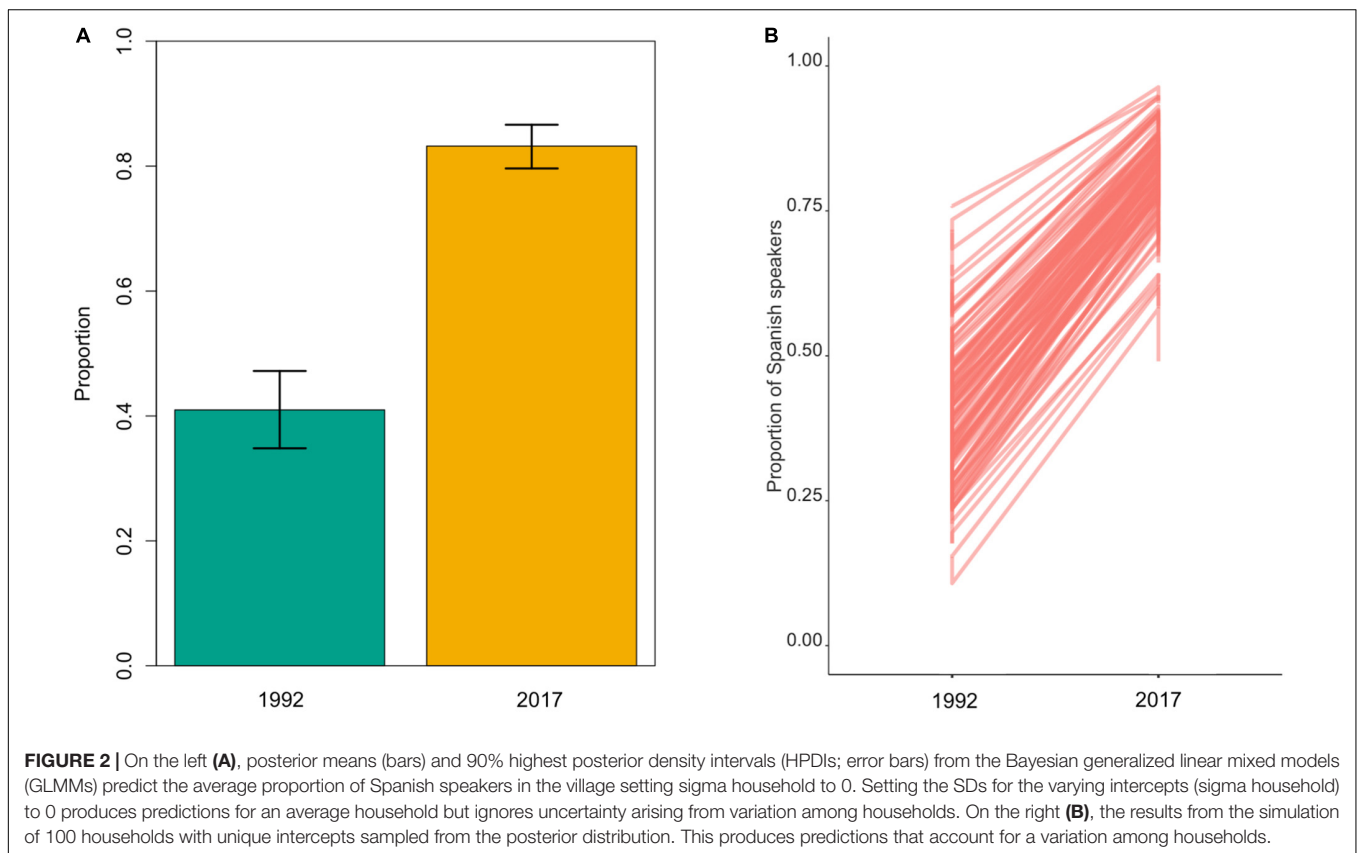 A
1.0
0.8
0.6
0.4
0.2
0.0
Proportion
1992
2017
B
1.00
0.75
0.50
0.25
0.00
Proportion of Spanish speakers
1992
2017
FIGURE 2 | On the left (A), posterior means (bars) and 90% highest posterior density intervals (HPDIs; error bars) from the Bayesian generalized linear mixed models
(GLMMs) predict the average proportion of Spanish speakers in the village setting sigma household to 0. Setting the SDs for the varying intercepts (sigma household)
to 0 produces predictions for an average household but ignores uncertainty arising from variation among households. On the right (B), the results from the simulation
of 100 households with unique intercepts sampled from the posterior distribution. This produces predictions that account for a variation among households.